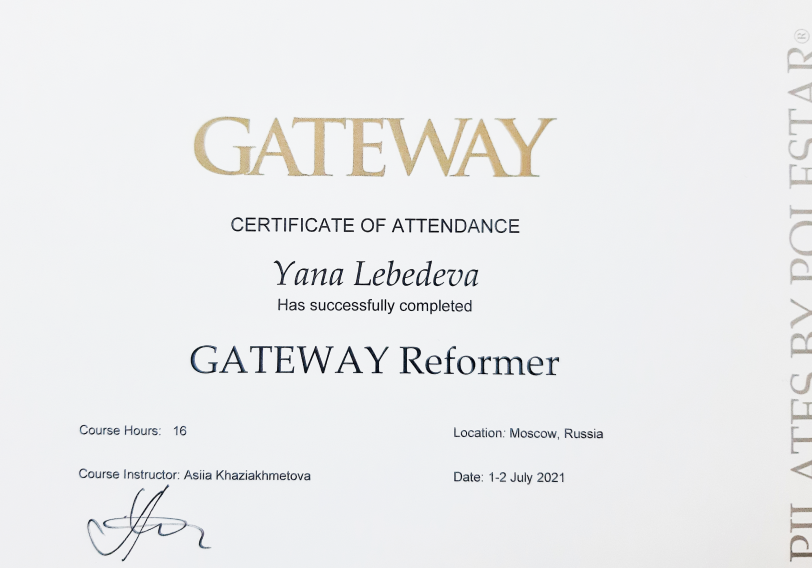 GATEWAY
CERTIFICATE OF ATTENDANCE
Yana Lebedeva
Has successfully completed
GATEWAY Reformer
Course Hours: 16
Location: Moscow, Russia
Course Instructor: Asiia Khaziakhmetova
Date: 1-2 July 2021
PILATES BY POLESTAR®